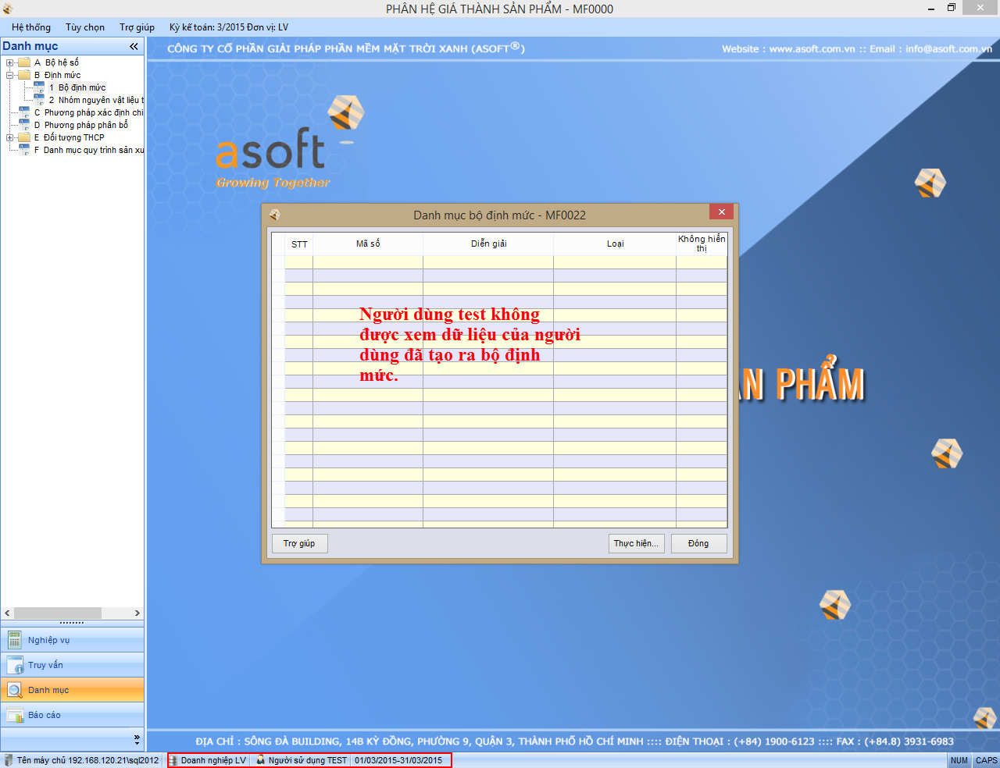 PHÂN HỆ GIÁ THÀNH SẢN PHẨM - MF0000
Hệ thống Tùy chọn Trợ giúp Kỳ kế toán: 3/2015 Đơn vị: LV
Danh mục
A Bộ hệ số
B Định mức
1 Bộ định mức
2 Nhóm nguyên vật liệu t
C Phương pháp xác định chi
D Phương pháp phân bổ
E Đối tượng THCP
F Danh mục quy trình sản xu
CÔNG TY CỔ PHẦN GIẢI PHÁP PHẦN MỀM MẶT TRỜI XANH (ASOFT®)
Website : www.asoft.com.vn :: Email : info@asoft.com.vn
asoft
Growing Together
Danh mục bộ định mức - MF0022
STT Mã số Diễn giải Loại Không hiển thị
Người dùng test không
được xem dữ liệu của người
dùng đã tạo ra bộ định
mức.
ẢN PHẨM
Trợ giúp Thực hiện... Đóng
Nghiệp vụ
Truy vấn
Danh mục
Báo cáo
ĐỊA CHỈ : SÔNG ĐÀ BUILDING, 14B KỲ ĐỒNG, PHƯỜNG 9, QUẬN 3, THÀNH PHỐ HỒ CHÍ MINH :::: ĐIỆN THOẠI : (+84) 1900-6123 :::: FAX : (+84.8) 3931-6983
Tên máy chủ 192.168.120.21\sql2012 Doanh nghiệp LV Người sử dụng TEST 01/03/2015-31/03/2015 NUM CAPS